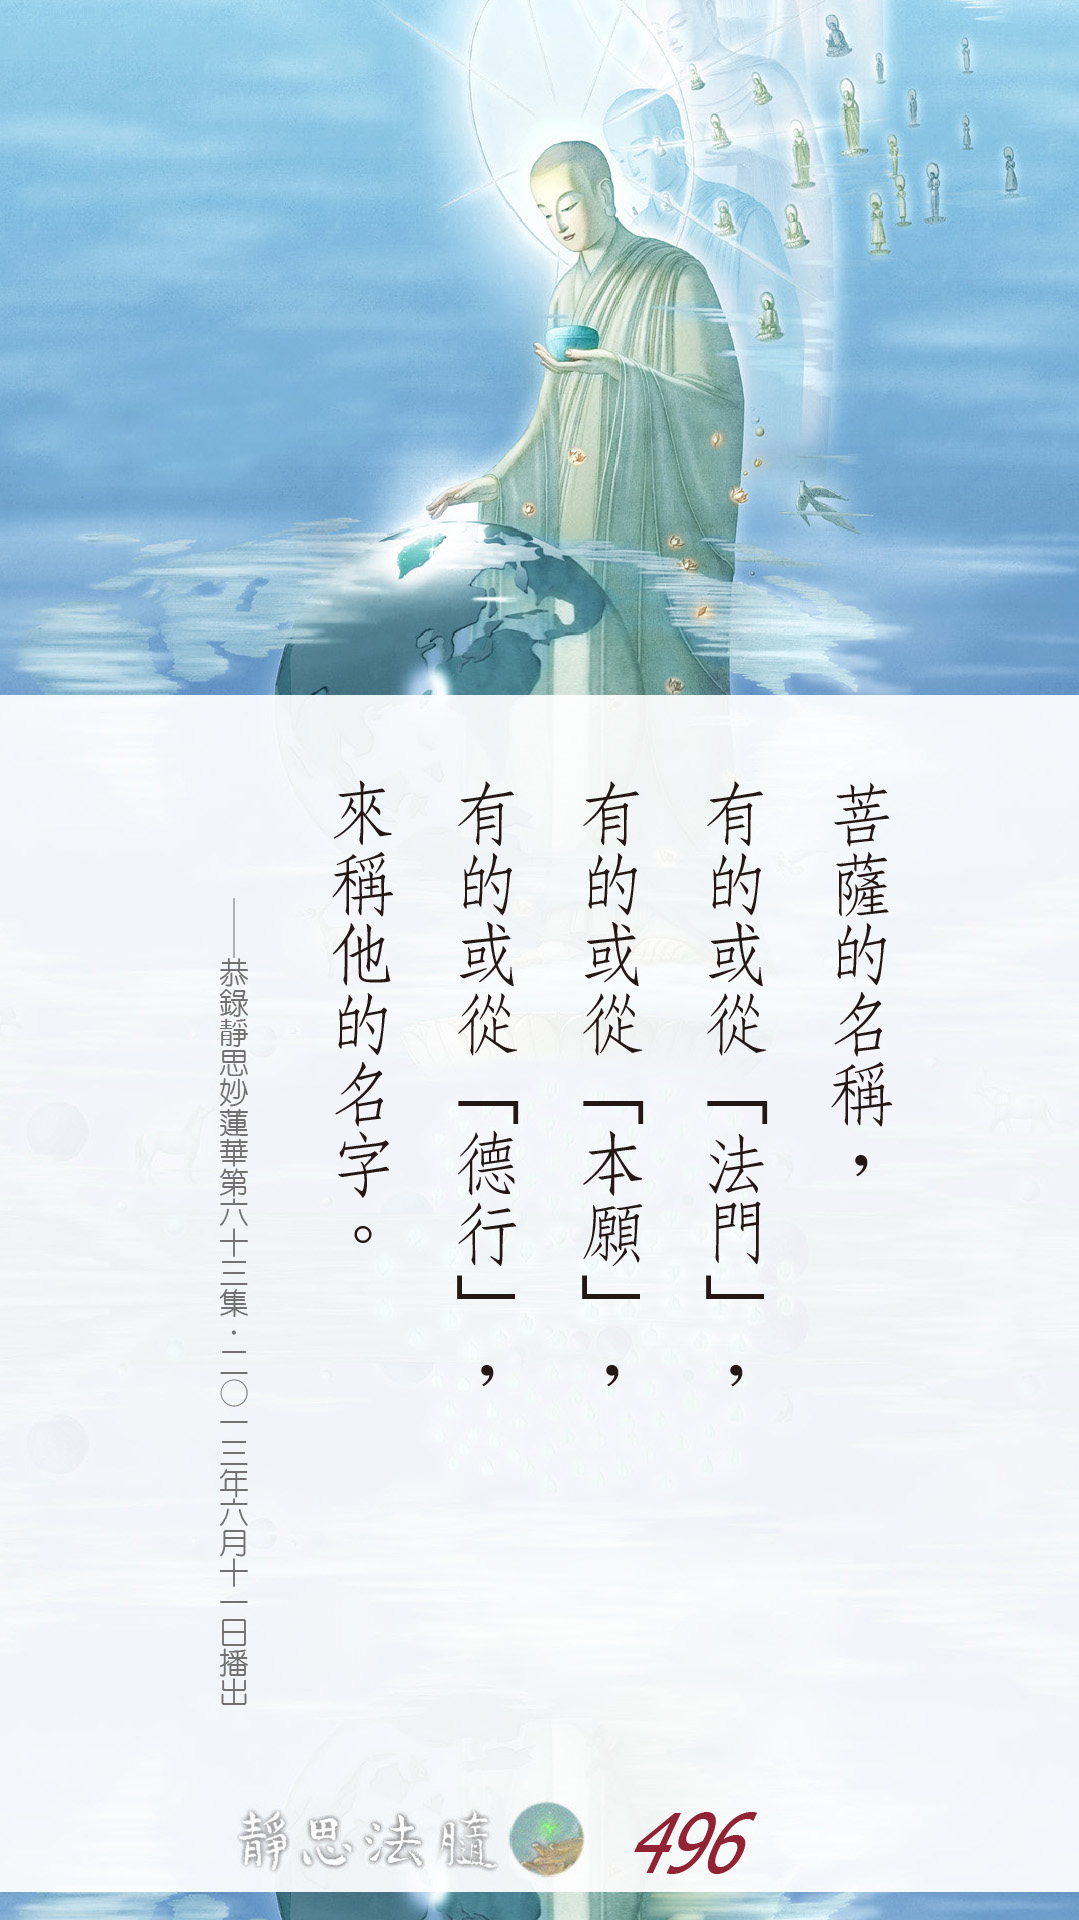 菩薩的名稱，
有的或從「法門」，
有的或從「本願」，
有的或從「德行」，
來稱他的名字。
──恭錄靜思妙蓮華第六十三集．二〇一三年六月十一日播出
靜思法髓
496